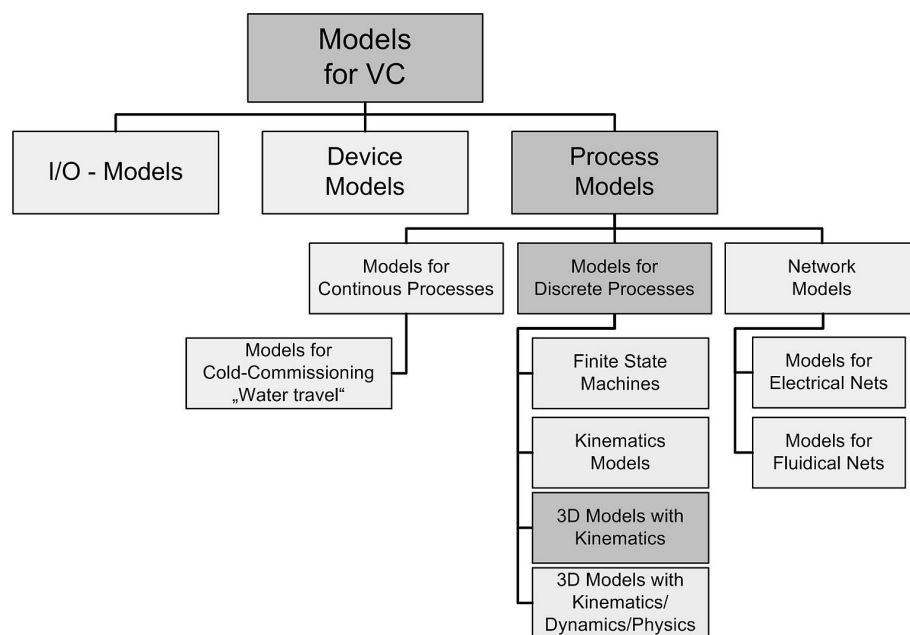 Models
for VC
I/O - Models
Device
Models
Process
Models
Models for
Continous Processes
Models for
Discrete Processes
Network
Models
Models for
Cold-Commissioning
„Water travel“
Finite State
Machines
Models for
Electrical Nets
Kinematics
Models
Models for
Fluidical Nets
3D Models with
Kinematics
3D Models with
Kinematics/
Dynamics/Physics